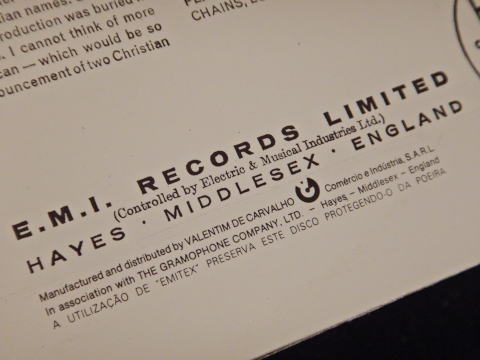 ian names.
roduction was buried
. I cannot think of more
can — which would be so
ouncement of two Christian
CHAINS,
E.M.I. RECORDS LIMITED
(Controlled by Electric & Musical Industries Ltd.)
HAYES · MIDDLESEX · ENGLAND
Manufactured and distributed by VALENTIM DE CARVALHO Comércio e Indústria, S.A.R.L.
In association with THE GRAMOPHONE COMPANY, LTD. – Hayes – Middlesex – England
A UTILIZAÇÃO DE "EMITEX" PRESERVA ESTE DISCO PROTEGENDO-O DA POEIRA